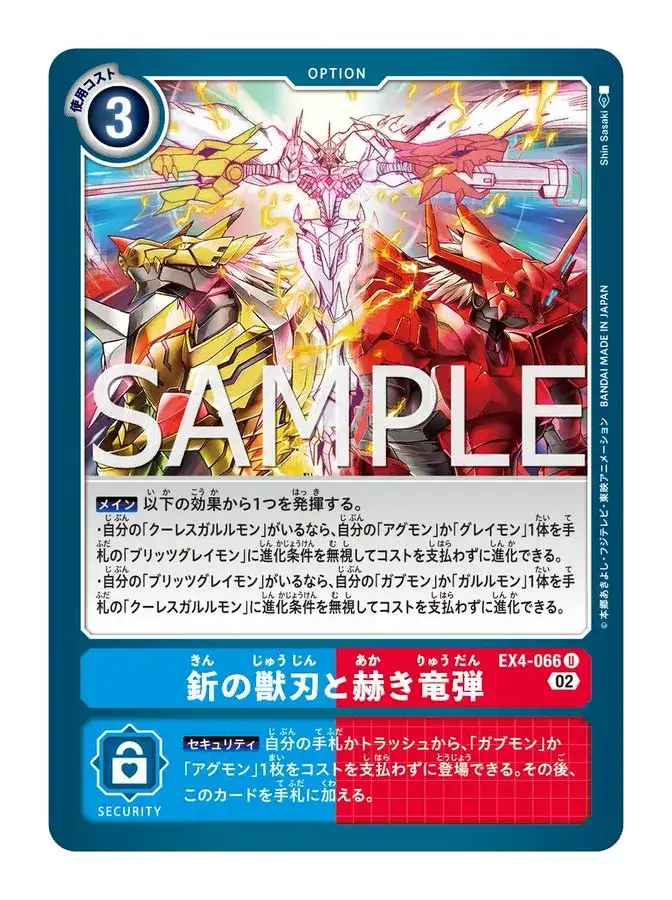 OPTION
使用コスト
3
Shin Sasaki
SAMPLE
BANDAI MADE IN JAPAN
© 本郷あきよし・フジテレビ・東映アニメーション
メイン 以下の効果から1つを発揮する。
・自分の「クーレスガルルモン」がいるなら、自分の「アグモン」か「グレイモン」1体を手
札の「ブリッツグレイモン」に進化条件を無視してコストを支払わずに進化できる。
・自分の「ブリッツグレイモン」がいるなら、自分の「ガブモン」か「ガルルモン」1体を手
札の「クーレスガルルモン」に進化条件を無視してコストを支払わずに進化できる。
EX4-066 U
02
釿の獣刃と赫き竜弾
セキュリティ 自分の手札かトラッシュから、「ガブモン」か
「アグモン」1枚をコストを支払わずに登場できる。その後、
このカードを手札に加える。
SECURITY